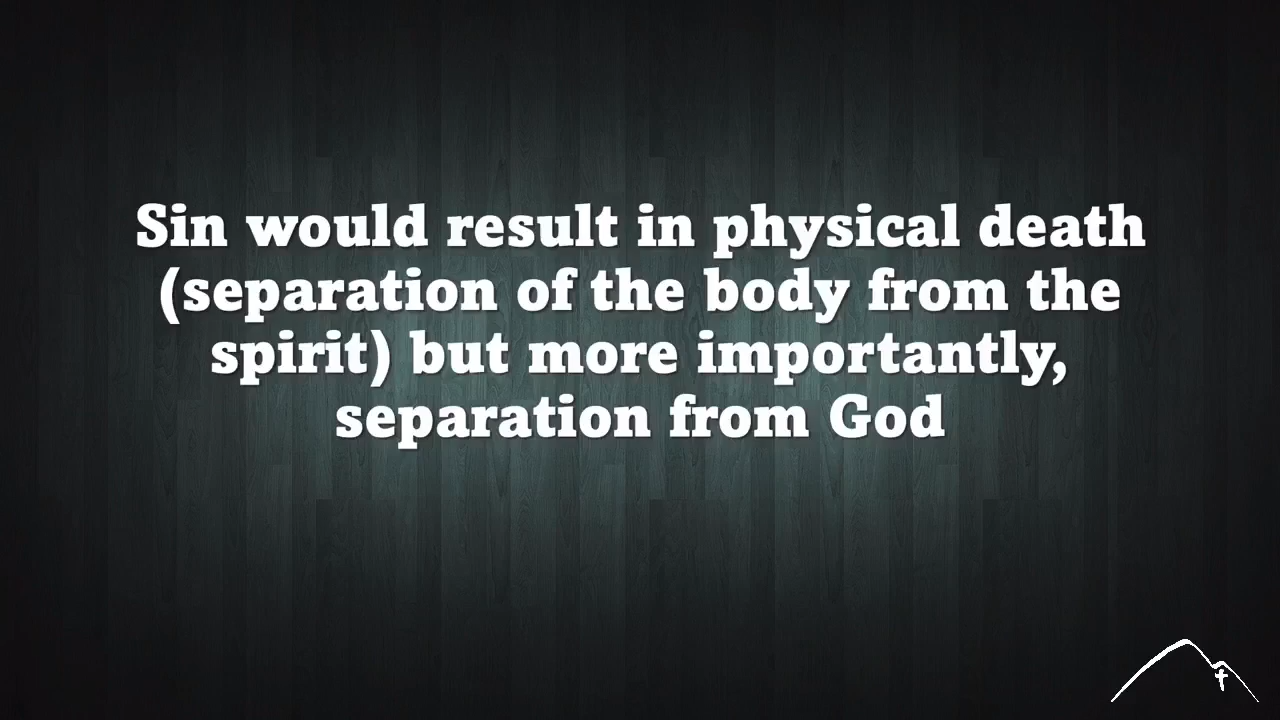 Sin would result in physical death
(separation of the body from the
spirit) but more importantly,
separation from God